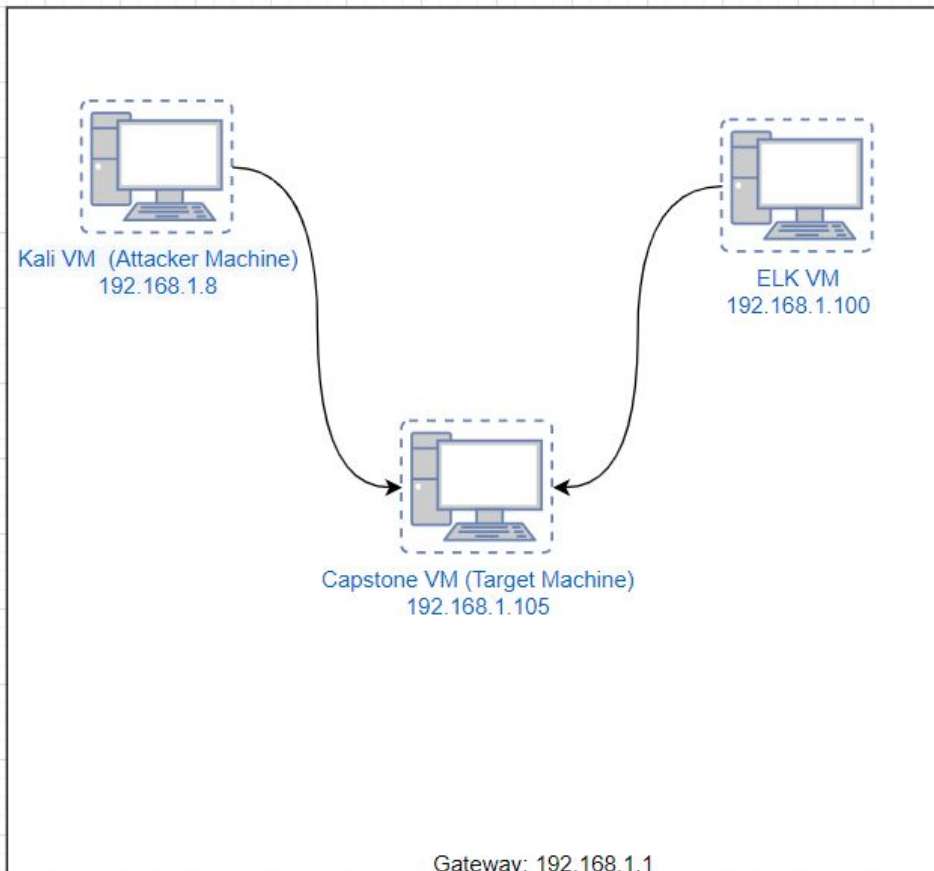 Kali VM  (Attacker Machine)
192.168.1.8
ELK VM
192.168.1.100
Capstone VM (Target Machine)
192.168.1.105
Gateway: 192.168.1.1